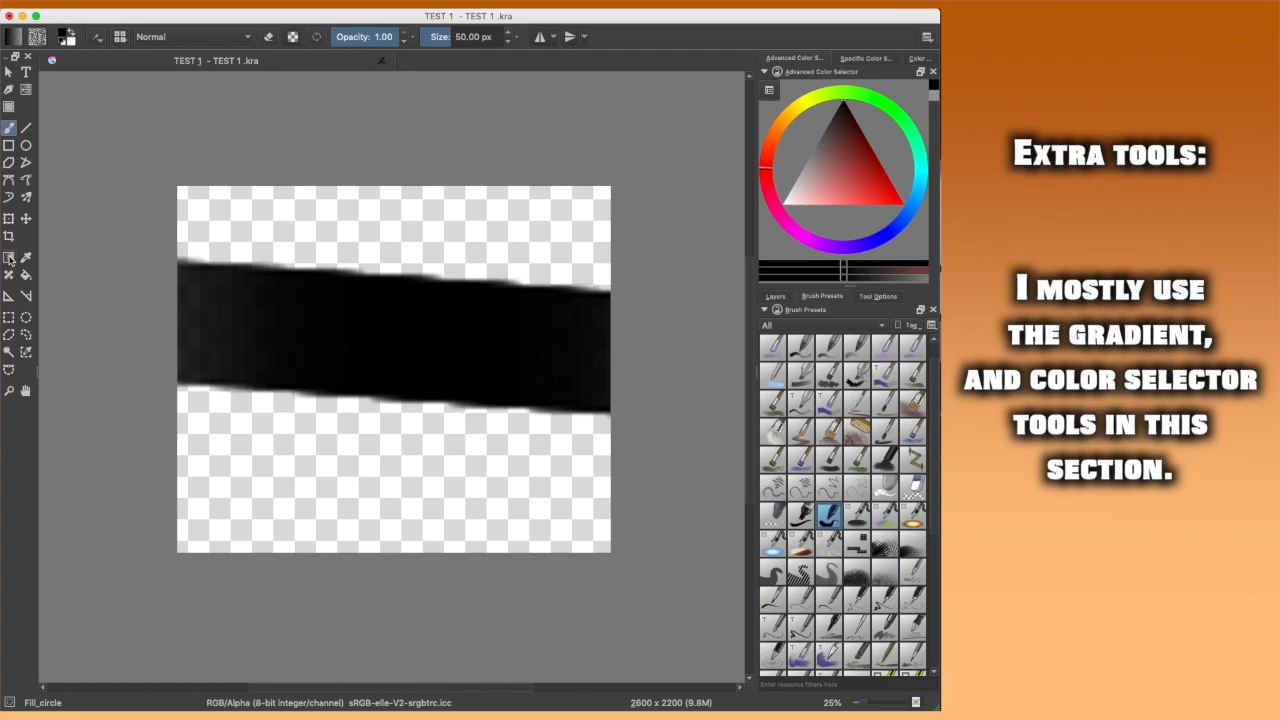 TEST 1 - TEST 1 .kra
Normal
Opacity: 1.00
Size: 50.00 px
TEST 1 - TEST 1 .kra
Advanced Color S...
Specific Color S...
Color ...
Advanced Color Selector
Layers
Brush Presets
Tool Options
Brush Presets
All
Tag
Enter resource filters here
Fill_circle
RGB/Alpha (8-bit integer/channel) sRGB-elle-V2-srgbtrc.icc
2600 x 2200 (9.8M)
25%
Extra tools:
I mostly use
the gradient,
and color selector
tools in this
section.